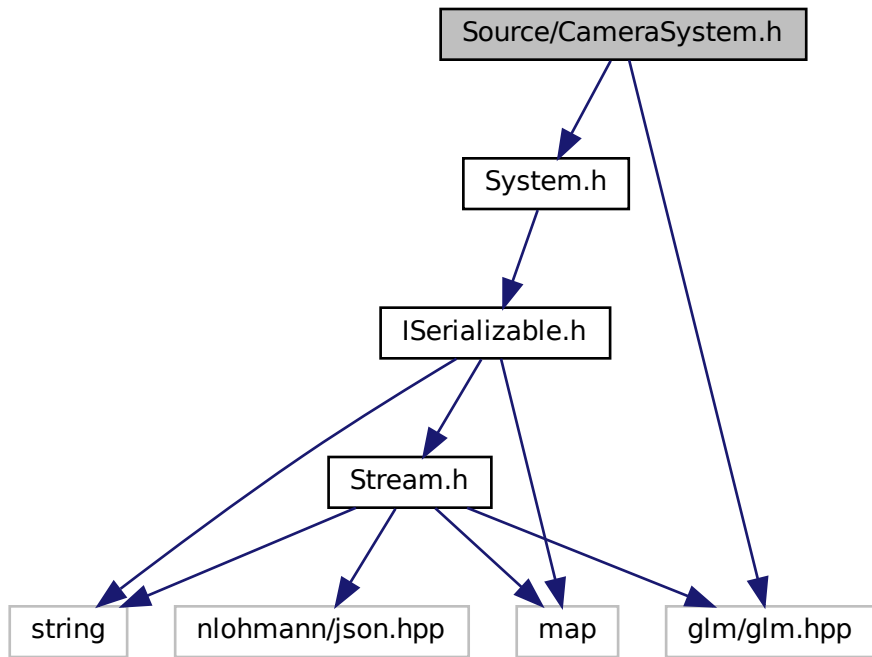 Source/CameraSystem.h
System.h
ISerializable.h
Stream.h
string
nlohmann/json.hpp
map
glm/glm.hpp